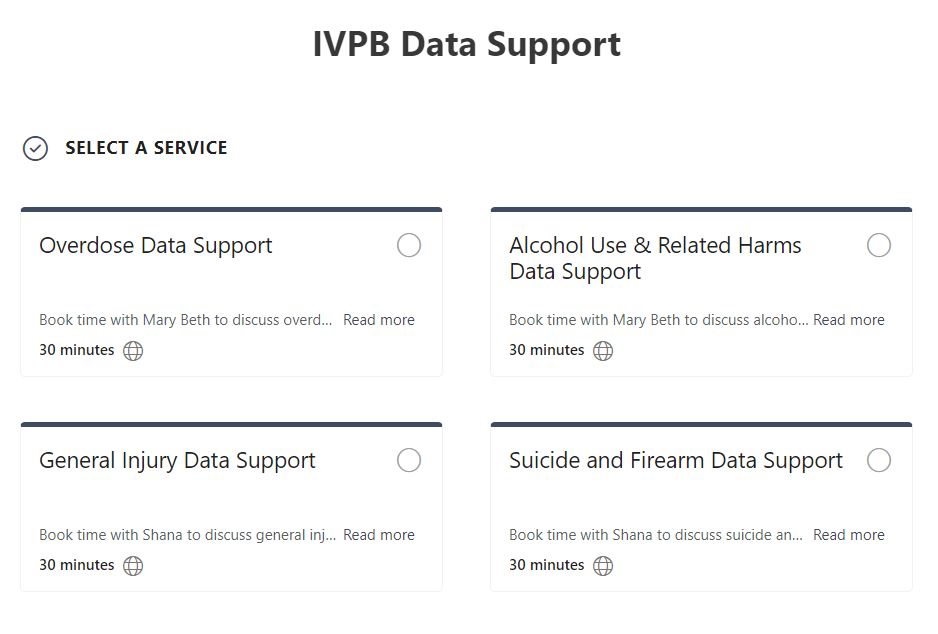 IVPB Data Support
SELECT A SERVICE
Overdose Data Support
Book time with Mary Beth to discuss overd... Read more
30 minutes
Alcohol Use & Related Harms
Data Support
Book time with Mary Beth to discuss alcoho... Read more
30 minutes
General Injury Data Support
Book time with Shana to discuss general inj... Read more
30 minutes
Suicide and Firearm Data Support
Book time with Shana to discuss suicide an... Read more
30 minutes